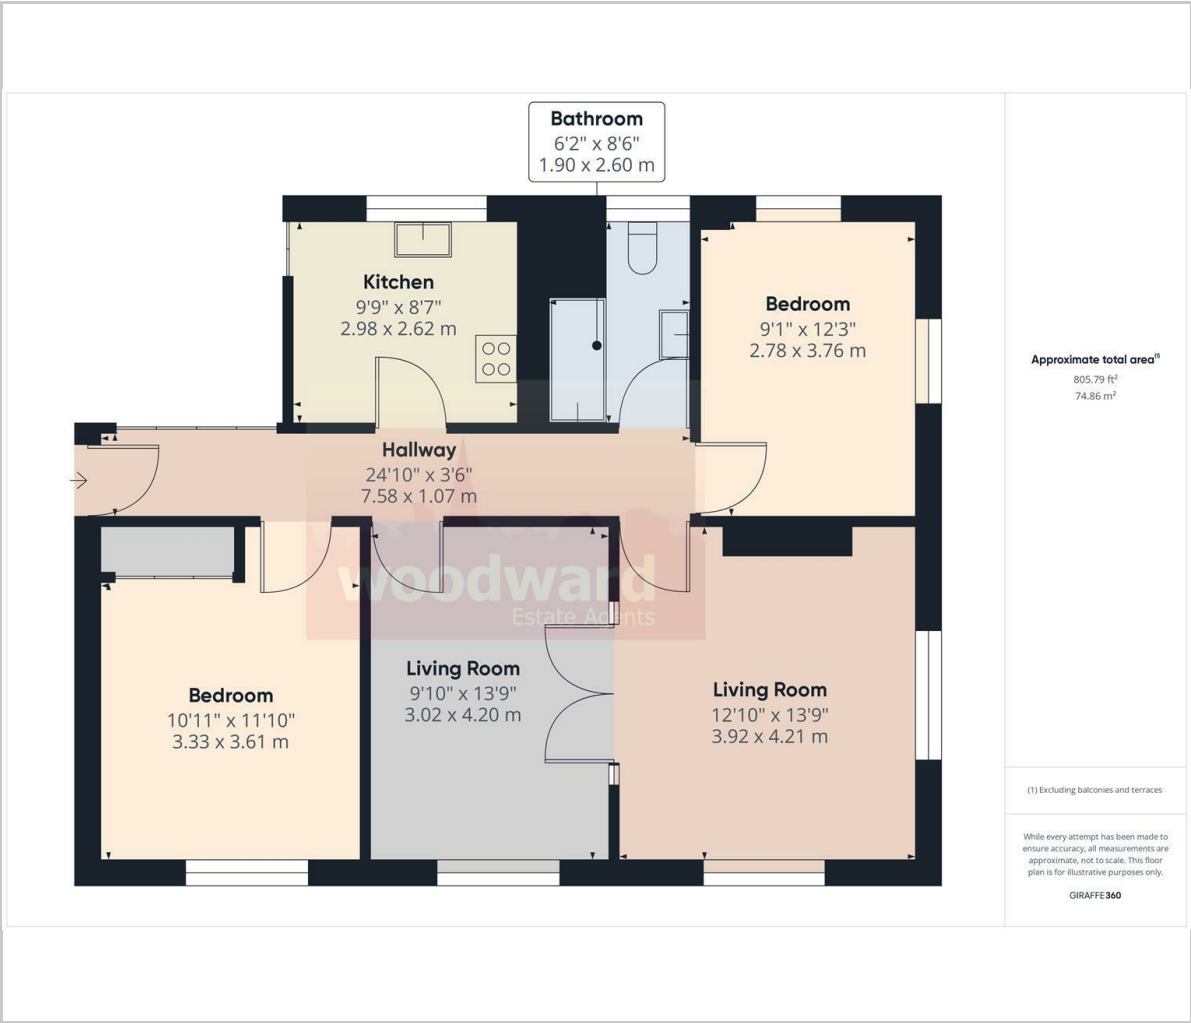 Bathroom
6'2" x 8'6"
1.90 x 2.60 m
Kitchen
9'9" x 8'7"
2.98 x 2.62 m
Bedroom
9'1" x 12'3"
2.78 x 3.76 m
Approximate total area(1)
805.79 ft²
74.86 m²
Hallway
24'10" x 3'6"
7.58 x 1.07 m
woodward
Estate Agents
Bedroom
10'11" x 11'10"
3.33 x 3.61 m
Living Room
9'10" x 13'9"
3.02 x 4.20 m
Living Room
12'10" x 13'9"
3.92 x 4.21 m
(1) Excluding balconies and terraces
While every attempt has been made to
ensure accuracy, all measurements are
approximate, not to scale. This floor
plan is for illustrative purposes only.
GIRAFFE360